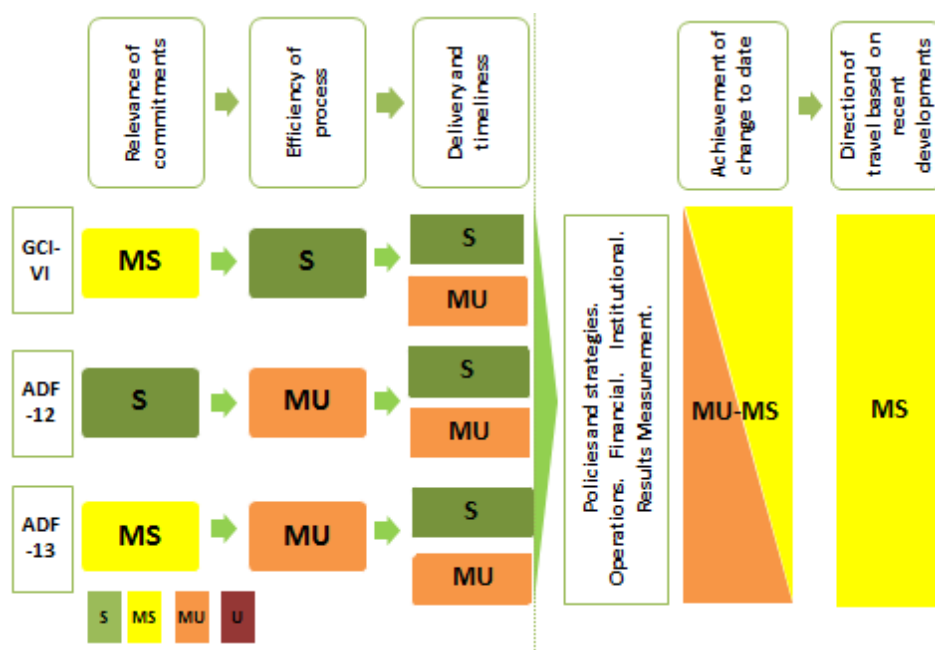 Relevance of
commitments
Efficiency of
process
Delivery and
timeliness
Achievement of
change to date
Direction of
travel based on
recent
developments
GCI-
VI
MS
S
S
MU
ADF
-12
S
MU
S
MU
ADF
-13
MS
MU
S
MU
Policies and strategies.
Operations. Financial. Institutional.
Results Measurement.
MU-MS
MS
S
MS
MU
U